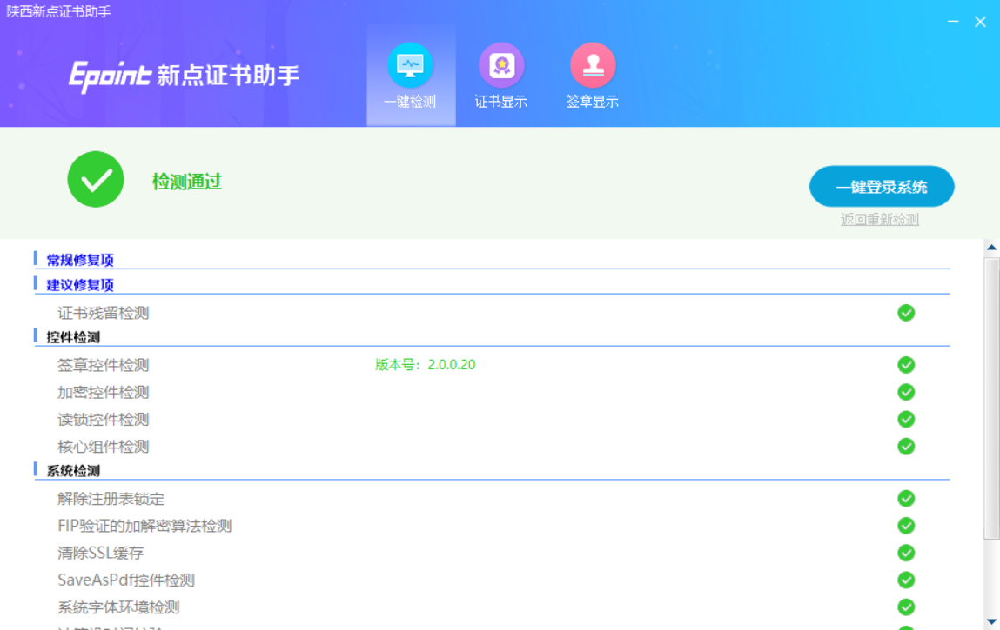 陕西新点证书助手
Epoint 新点证书助手
一键检测
证书显示
签章显示
检测通过
一键登录系统
返回重新检测
常规修复项
建议修复项
证书残留检测
控件检测
签章控件检测 版本号：2.0.0.20
加密控件检测
读锁控件检测
核心组件检测
系统检测
解除注册表锁定
FIP验证的加解密算法检测
清除SSL缓存
SaveAsPdf控件检测
系统字体环境检测